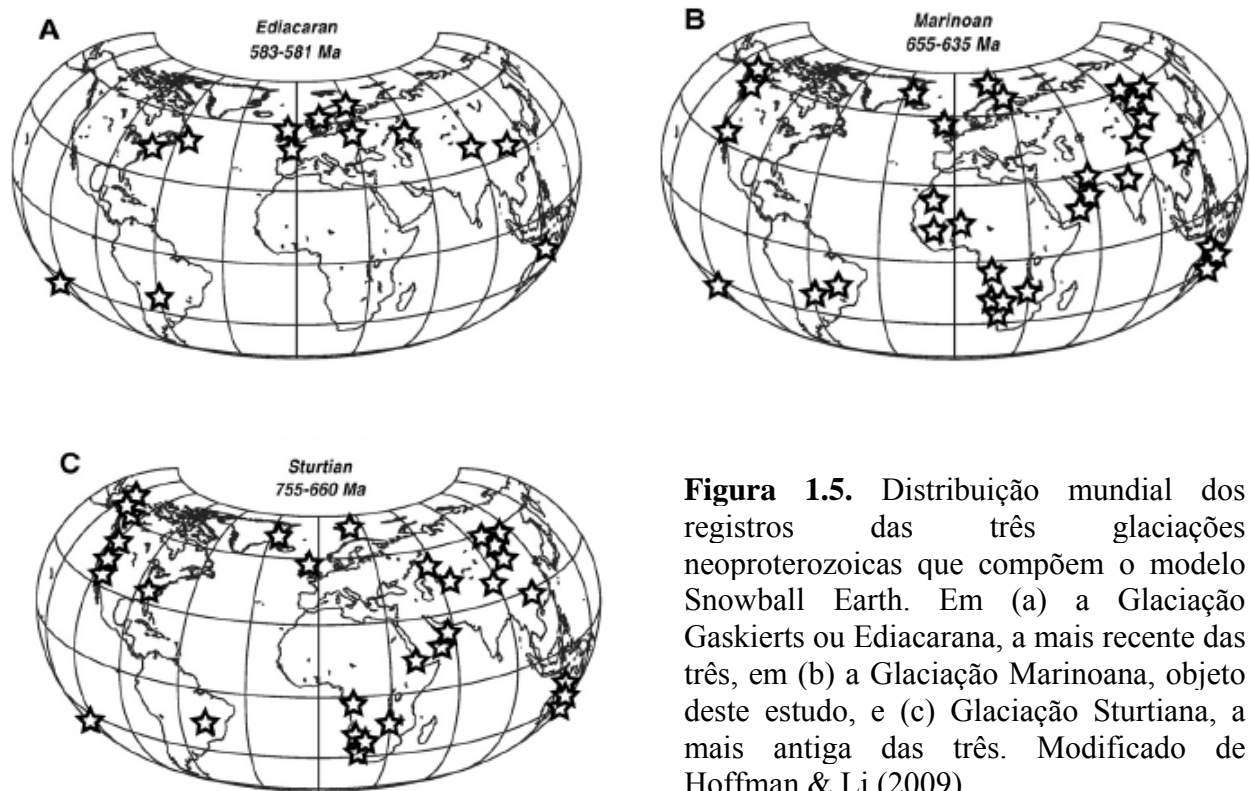 A
Ediacaran
583-581 Ma
B
Marinoan
655-635 Ma
C
Sturtian
755-660 Ma
Figura 1.5. Distribuição mundial dos
registros das três glaciações
neoproterozoicas que compõem o modelo
Snowball Earth. Em (a) a Glaciação
Gaskierts ou Ediacarana, a mais recente das
três, em (b) a Glaciação Marinoana, objeto
deste estudo, e (c) Glaciação Sturtiana, a
mais antiga das três. Modificado de
Hoffman & Li (2009)